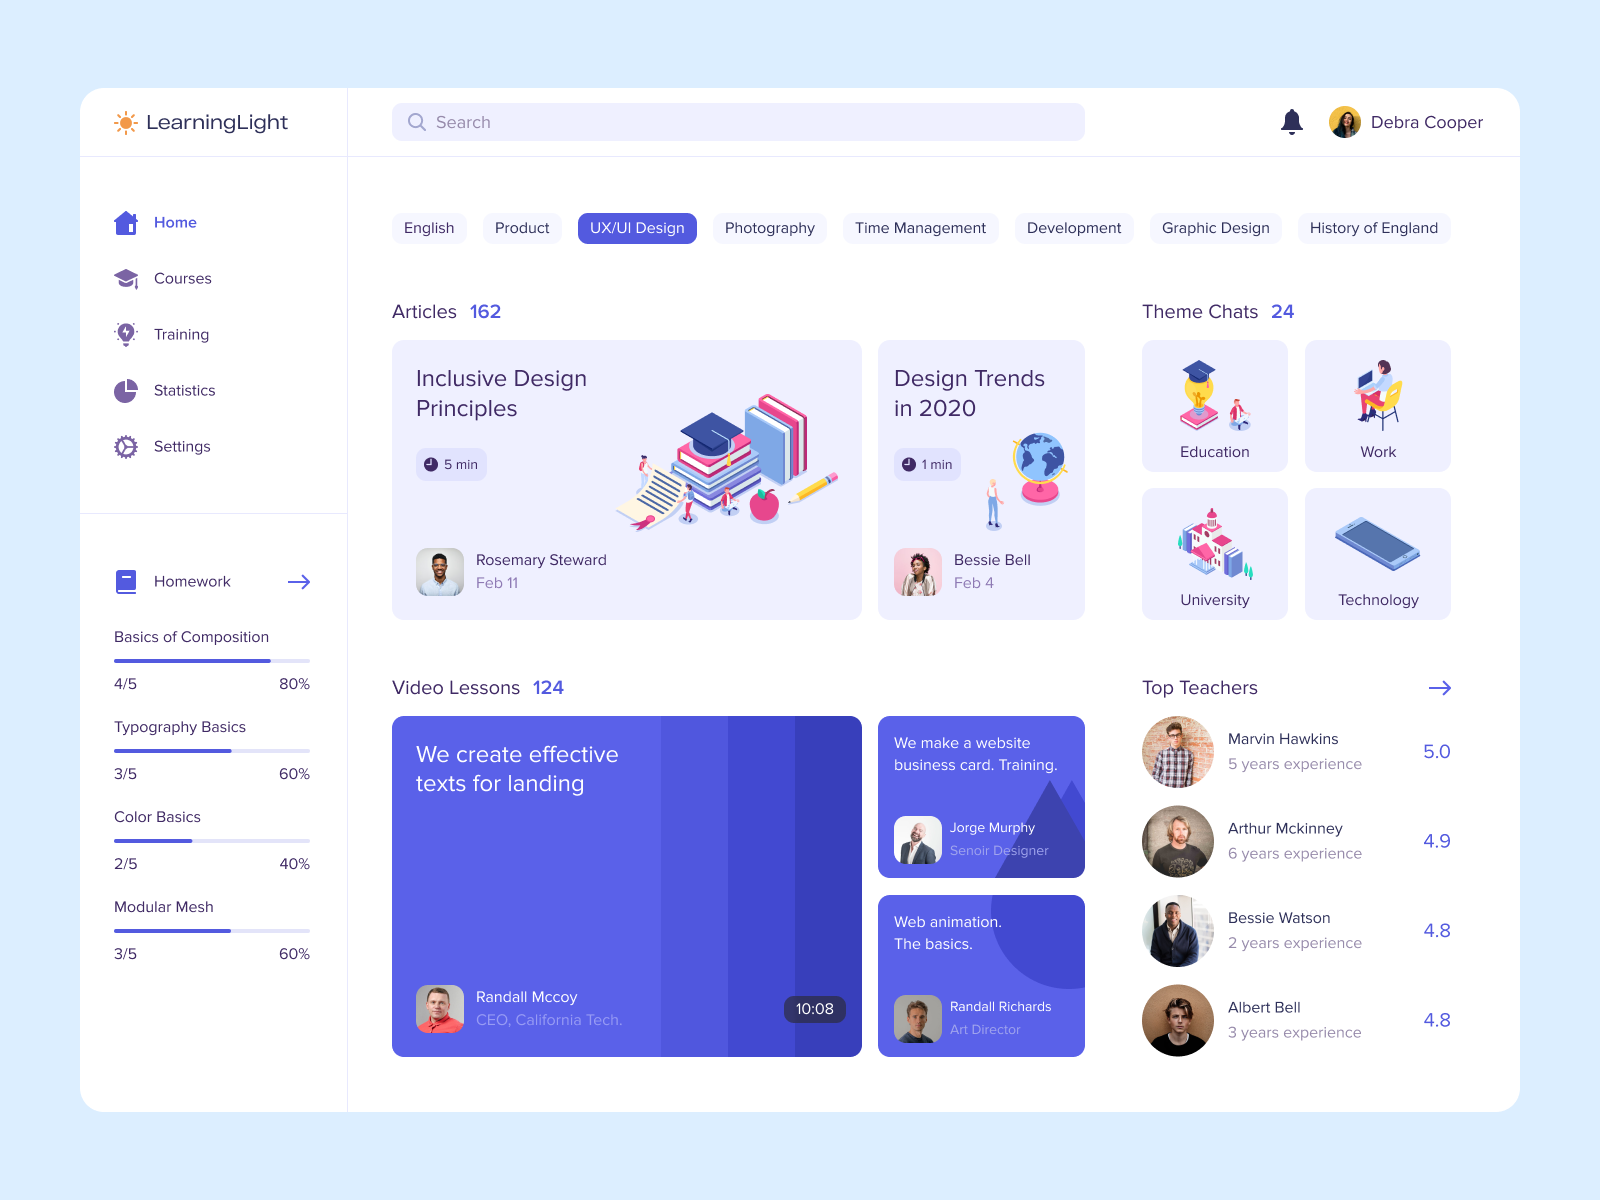 LearningLight
Search
Debra Cooper
Home
Courses
Training
Statistics
Settings
Homework
Basics of Composition
4/5 80%
Typography Basics
3/5 60%
Color Basics
2/5 40%
Modular Mesh
3/5 60%
English Product UX/UI Design Photography Time Management Development Graphic Design History of England
Articles 162
Inclusive Design
Principles
5 min
Rosemary Steward
Feb 11
Design Trends
in 2020
1 min
Bessie Bell
Feb 4
Theme Chats 24
Education
Work
University
Technology
Video Lessons 124
We create effective
texts for landing
Randall Mccoy
CEO, California Tech.
10:08
We make a website
business card. Training.
Jorge Murphy
Senoir Designer
Web animation.
The basics.
Randall Richards
Art Director
Top Teachers
Marvin Hawkins
5 years experience
5.0
Arthur Mckinney
6 years experience
4.9
Bessie Watson
2 years experience
4.8
Albert Bell
3 years experience
4.8